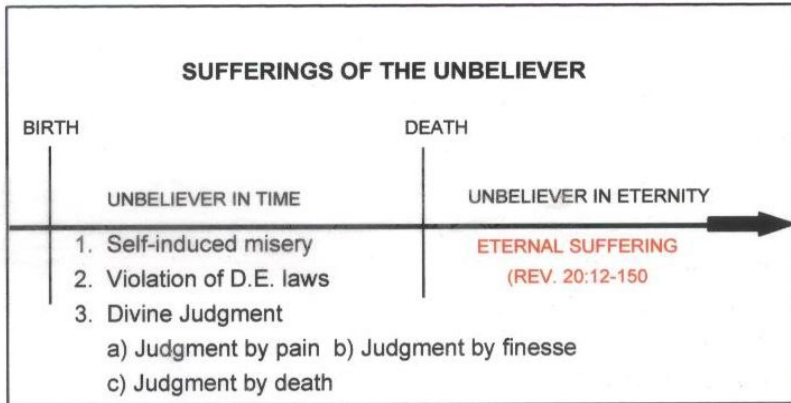 SUFFERINGS OF THE UNBELIEVER
BIRTH
DEATH
UNBELIEVER IN TIME
UNBELIEVER IN ETERNITY
1. Self-induced misery
2. Violation of D.E. laws
3. Divine Judgment
a) Judgment by pain b) Judgment by finesse
c) Judgment by death
ETERNAL SUFFERING
(REV. 20:12-150